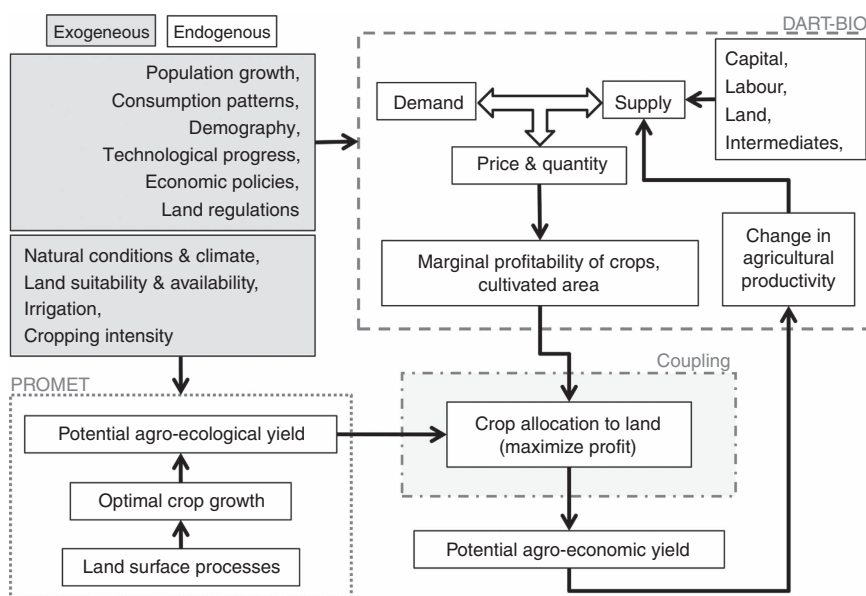 Exogeneous
Endogenous
Population growth,
Consumption patterns,
Demography,
Technological progress,
Economic policies,
Land regulations
Natural conditions & climate,
Land suitability & availability,
Irrigation,
Cropping intensity
DART-BIO
Demand
Supply
Capital,
Labour,
Land,
Intermediates,
Price & quantity
Marginal profitability of crops,
cultivated area
Change in
agricultural
productivity
PROMET
Potential agro-ecological yield
Optimal crop growth
Land surface processes
Coupling
Crop allocation to land
(maximize profit)
Potential agro-economic yield